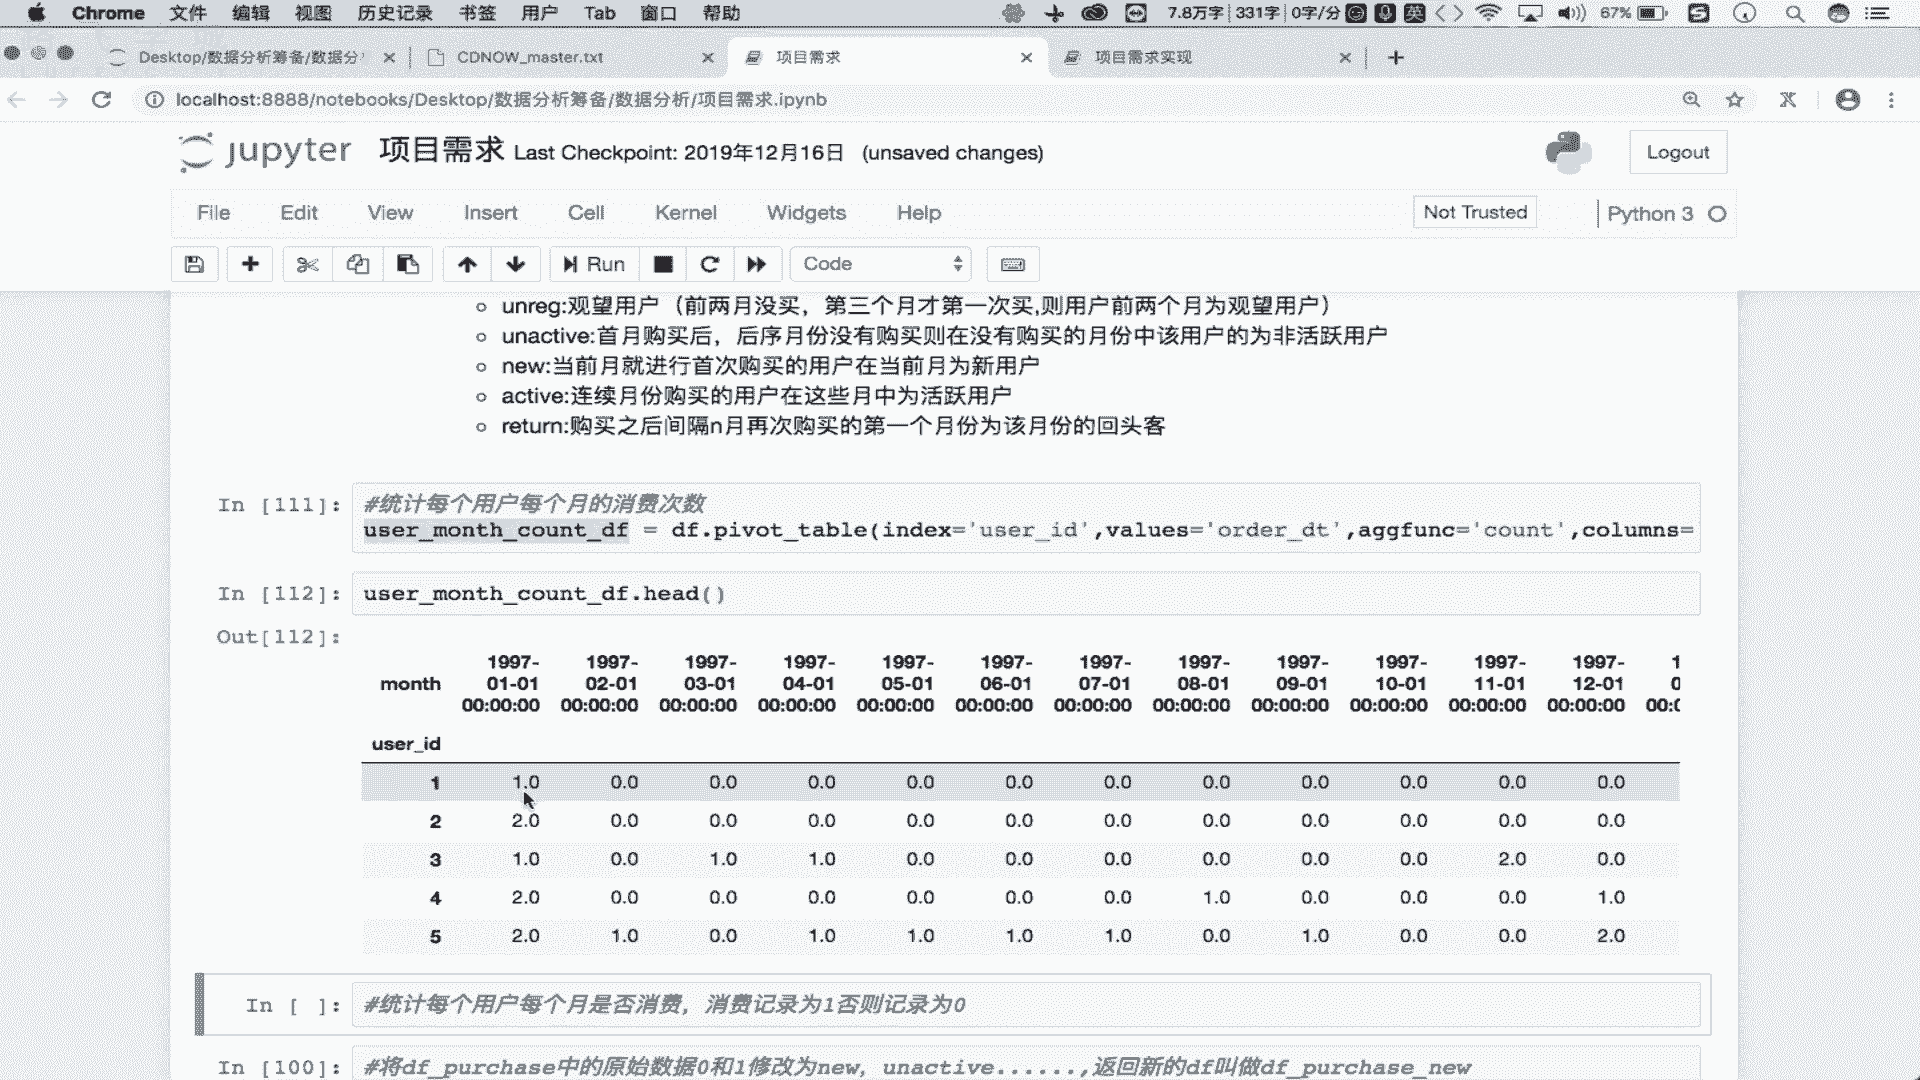 Chrome 文件 编辑 视图 历史记录 书签 用户 Tab 窗口 帮助 7.8万字 331字 0字/分 英 67%
Desktop/数据分析筹备/数据分 CDNOW_master.txt 项目需求 项目需求实现
localhost:8888/notebooks/Desktop/数据分析筹备/数据分析/项目需求.ipynb
jupyter 项目需求 Last Checkpoint: 2019年12月16日 (unsaved changes) Logout
File Edit View Insert Cell Kernel Widgets Help Not Trusted Python 3
Run Code
unreg:观望用户（前两月没买，第三个月才第一次买,则用户前两个月为观望用户）
unactive:首月购买后，后序月份没有购买则在没有购买的月份中该用户的为非活跃用户
new:当前月就进行首次购买的用户在当前月为新用户
active:连续月份购买的用户在这些月中为活跃用户
return:购买之后间隔n月再次购买的第一个月份为该月份的回头客
In [111]: #统计每个用户每个月的消费次数
user_month_count_df = df.pivot_table(index='user_id',values='order_dt',aggfunc='count',columns=
In [112]: user_month_count_df.head()
Out[112]:
1997- 1997- 1997- 1997- 1997- 1997- 1997- 1997- 1997- 1997- 1997- 1997- 1
month 01-01 02-01 03-01 04-01 05-01 06-01 07-01 08-01 09-01 10-01 11-01 12-01 0
00:00:00 00:00:00 00:00:00 00:00:00 00:00:00 00:00:00 00:00:00 00:00:00 00:00:00 00:00:00 00:00:00 00:00:00 00:(
user_id
1 1.0 0.0 0.0 0.0 0.0 0.0 0.0 0.0 0.0 0.0 0.0 0.0
2 2.0 0.0 0.0 0.0 0.0 0.0 0.0 0.0 0.0 0.0 0.0 0.0
3 1.0 0.0 1.0 1.0 0.0 0.0 0.0 0.0 0.0 0.0 2.0 0.0
4 2.0 0.0 0.0 0.0 0.0 0.0 0.0 1.0 0.0 0.0 0.0 1.0
5 2.0 1.0 0.0 1.0 1.0 1.0 1.0 0.0 1.0 0.0 0.0 2.0
In [ ]: #统计每个用户每个月是否消费，消费记录为1否则记录为0
In [100]: #将df_purchase中的原始数据0和1修改为new，unactive......,返回新的df叫做df_purchase_new